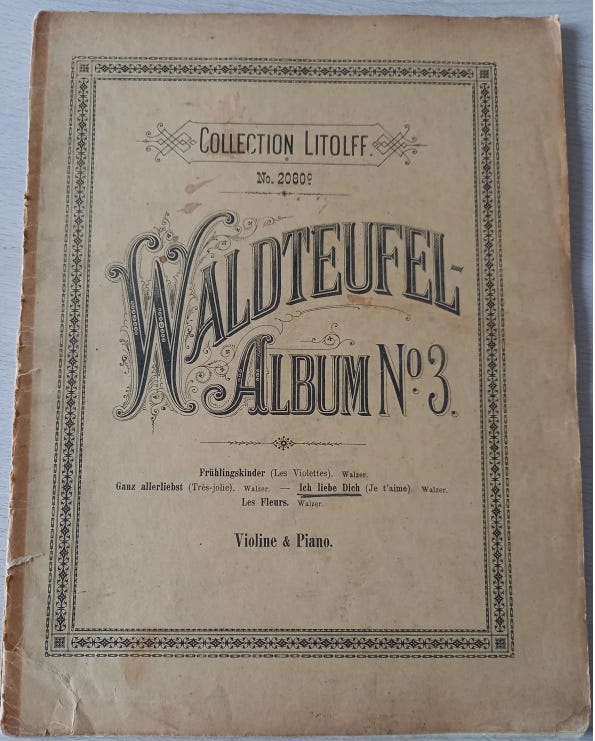 COLLECTION LITOLFF.
No. 2080c
WALDTEUFEL-
ALBUM No. 3.
Frühlingskinder (Les Violettes). Walzer.
Ganz allerliebst (Très-jolie). Walzer. — Ich liebe Dich (Je t'aime). Walzer.
Les Fleurs. Walzer.
Violine & Piano.